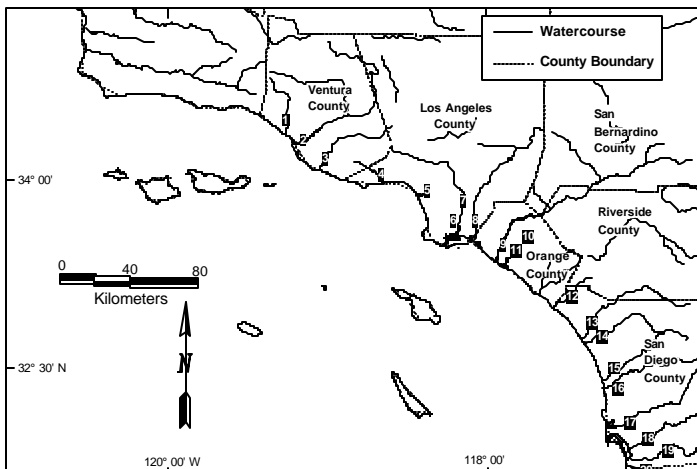 Watercourse
County Boundary
Ventura
County
Los Angeles
County
San
Bernardino
County
1
2
3
4
34 00'
5
7
6
8
Riverside
County
9
10
11
Orange
County
0
40
80
Kilometers
12
13
14
N
San
Diego
County
32 30' N
15
16
17
18
19
120 00' W
118 00'